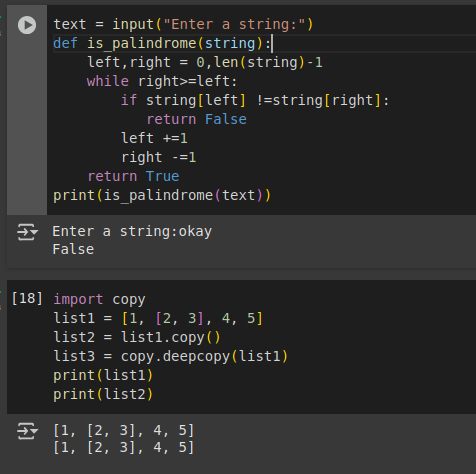 text = input("Enter a string:")
def is_palindrome(string):
    left,right = 0,len(string)-1
    while right>=left:
        if string[left] !=string[right]:
           return False
        left +=1
        right -=1
    return True
print(is_palindrome(text))
Enter a string:okay
False
[18] import copy
list1 = [1, [2, 3], 4, 5]
list2 = list1.copy()
list3 = copy.deepcopy(list1)
print(list1)
print(list2)
[1, [2, 3], 4, 5]
[1, [2, 3], 4, 5]